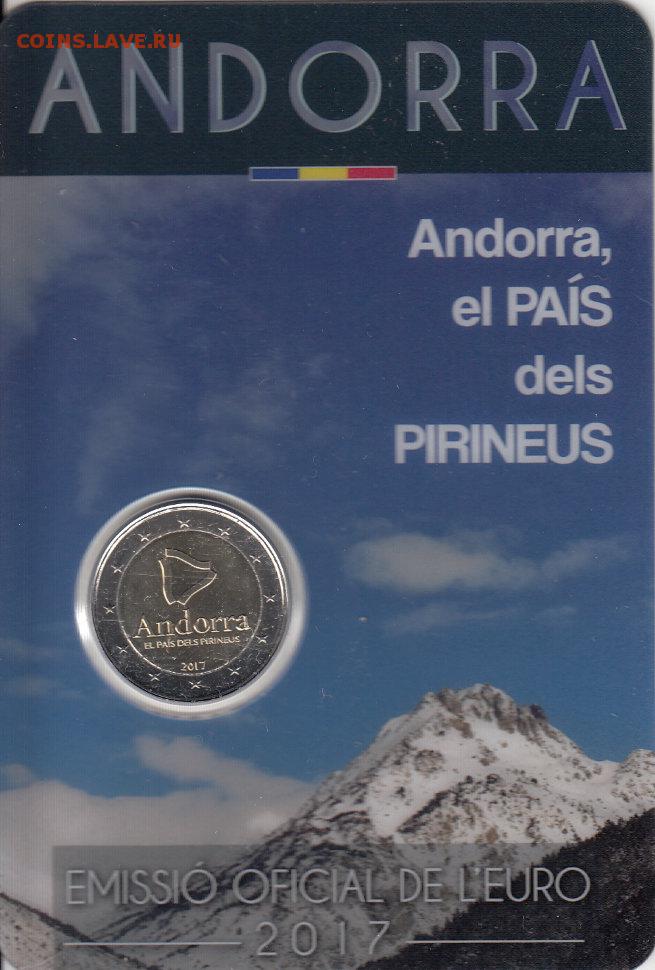 COINS.LAVE.RU
ANDORRA
Andorra,
el PAÍS
dels
PIRINEUS
Andorra
EL PAÍS DELS PIRINEUS
2017
EMISSIÓ OFICIAL DE L'EURO
2017